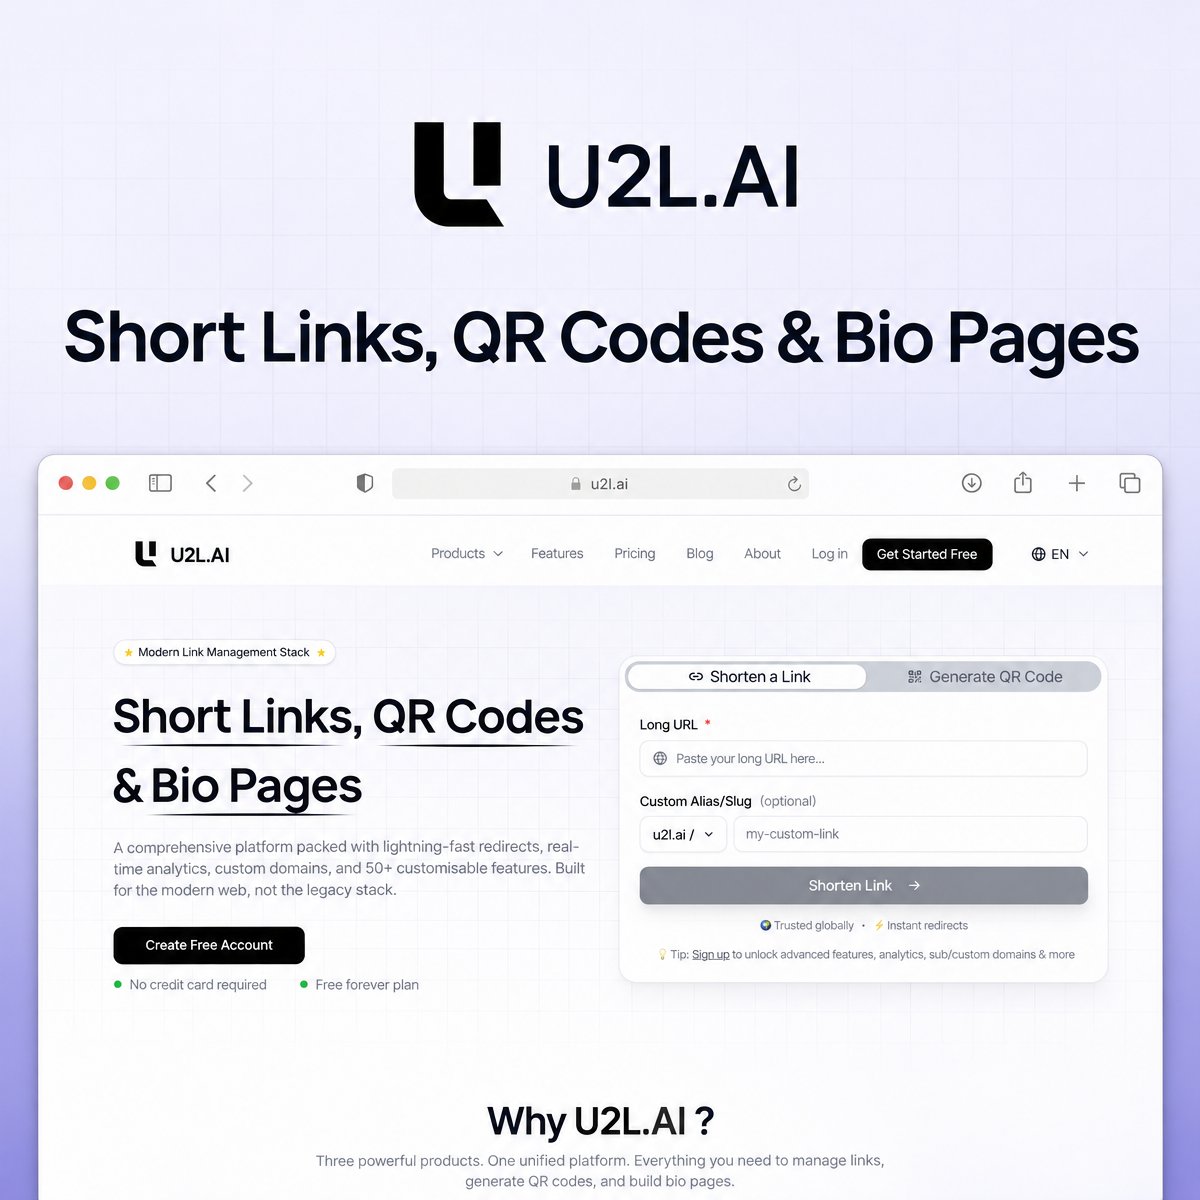 U2L.AI
Short Links, QR Codes & Bio Pages
u2l.ai
U2L.AI
Products
Features
Pricing
Blog
About
Log in
Get Started Free
EN
⭐ Modern Link Management Stack ⭐
Short Links, QR Codes
& Bio Pages
A comprehensive platform packed with lightning-fast redirects, real-
time analytics, custom domains, and 50+ customisable features. Built
for the modern web, not the legacy stack.
Create Free Account
No credit card required
Free forever plan
Shorten a Link
Generate QR Code
Long URL *
Paste your long URL here...
Custom Alias/Slug (optional)
u2l.ai /
my-custom-link
Shorten Link →
🌍 Trusted globally • ⚡ Instant redirects
💡 Tip: Sign up to unlock advanced features, analytics, sub/custom domains & more
Why U2L.AI ?
Three powerful products. One unified platform. Everything you need to manage links,
generate QR codes, and build bio pages.